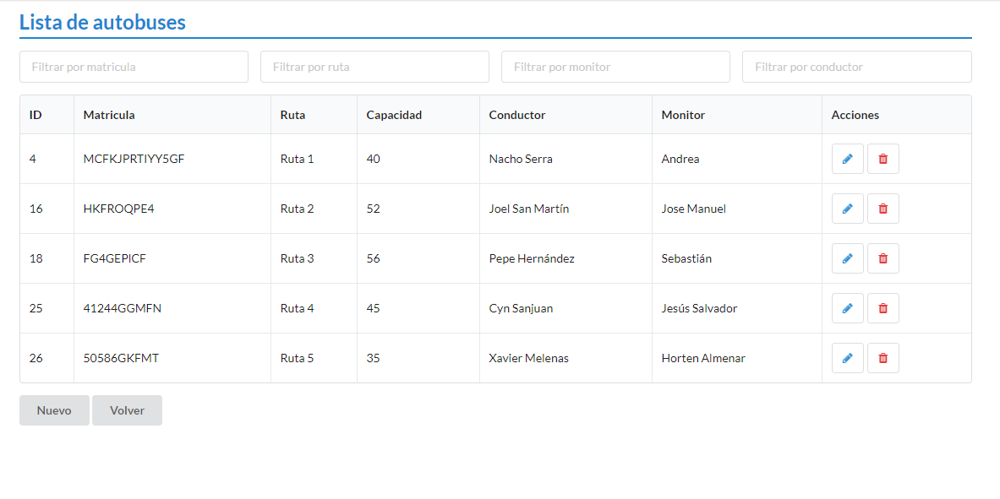 Lista de autobuses
Filtrar por matricula Filtrar por ruta Filtrar por monitor Filtrar por conductor
ID Matricula Ruta Capacidad Conductor Monitor Acciones
4 MCFKJPRTIYY5GF Ruta 1 40 Nacho Serra Andrea
16 HKFROQPE4 Ruta 2 52 Joel San Martín Jose Manuel
18 FG4GEPICF Ruta 3 56 Pepe Hernández Sebastián
25 41244GGMFN Ruta 4 45 Cyn Sanjuan Jesús Salvador
26 50586GKFMT Ruta 5 35 Xavier Melenas Horten Almenar
Nuevo Volver